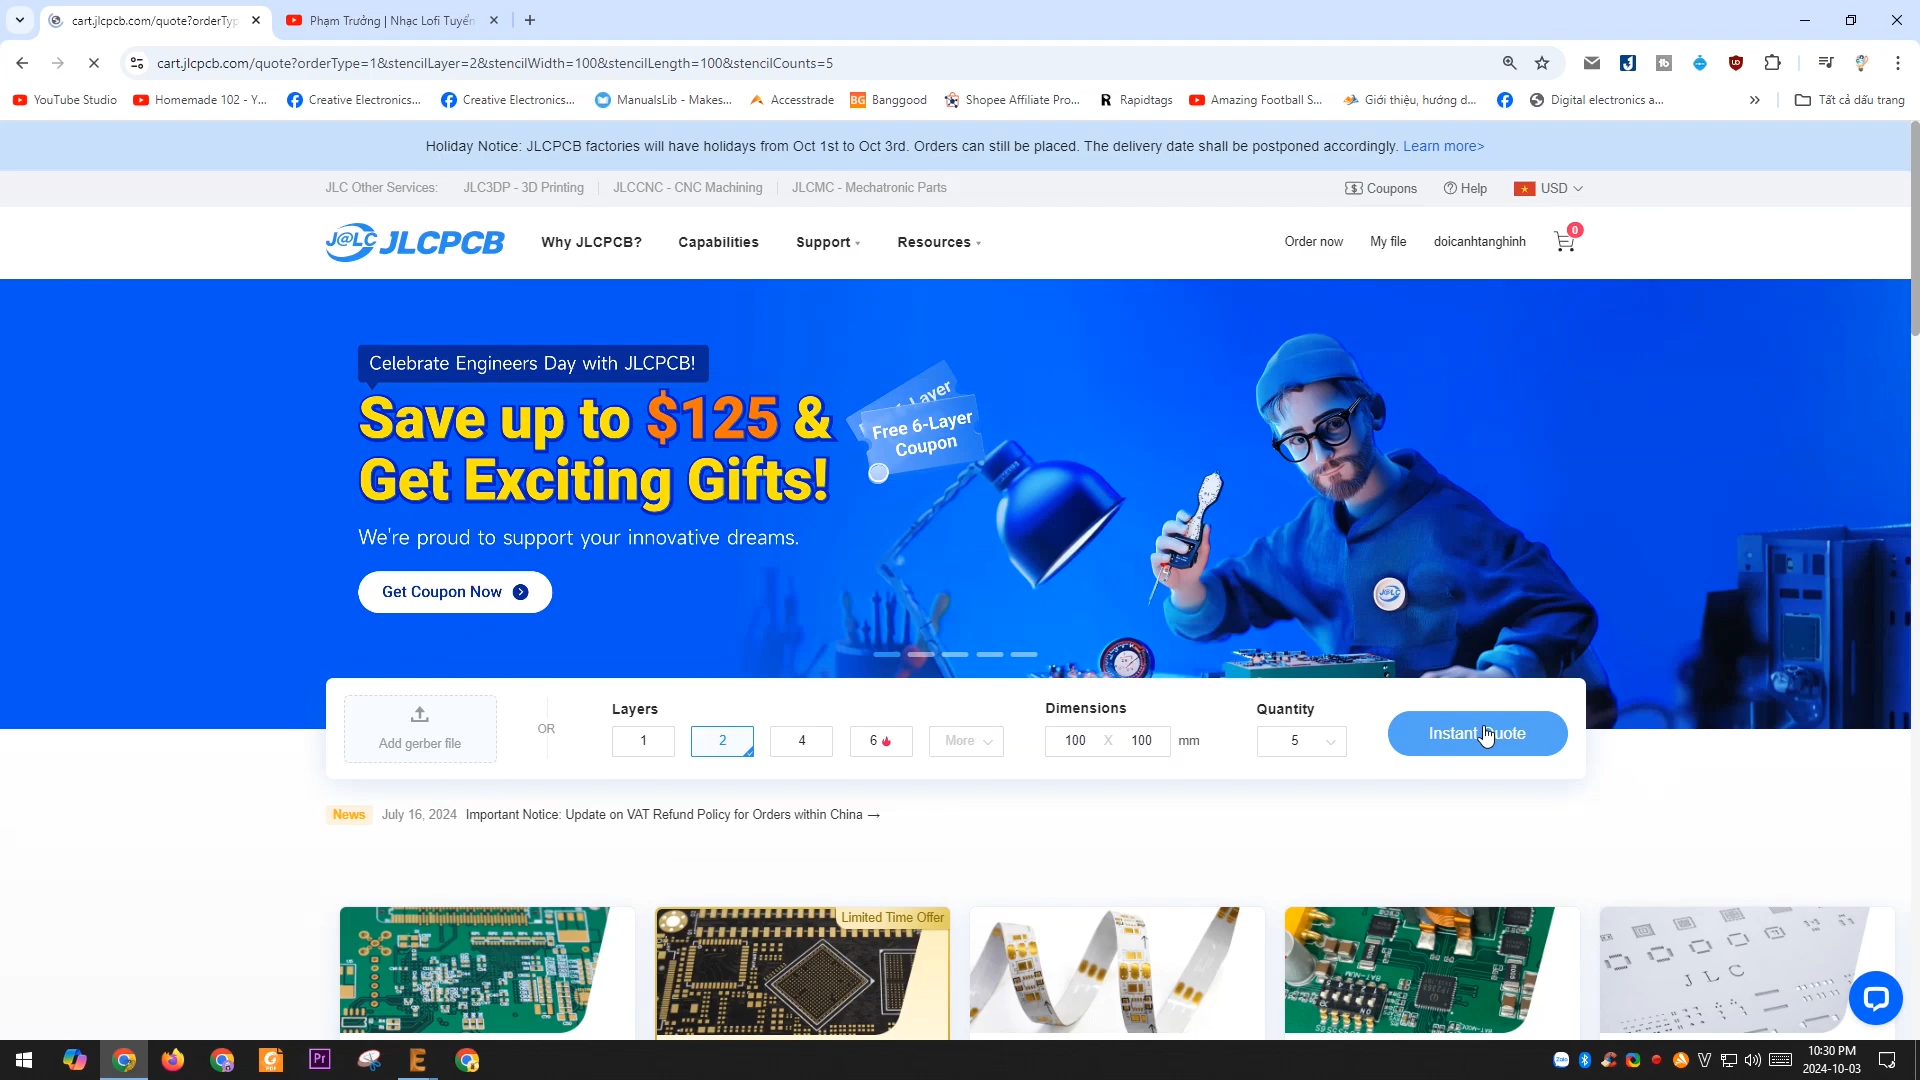 cart.jlcpcb.com/quote?orderTyp
Phạm Trưởng | Nhạc Lofi Tuyển
cart.jlcpcb.com/quote?orderType=1&stencilLayer=2&stencilWidth=100&stencilLength=100&stencilCounts=5
YouTube Studio
Homemade 102 - Y...
Creative Electronics...
Creative Electronics...
ManualsLib - Makes...
Accesstrade
BG Banggood
Shopee Affiliate Pro...
R Rapidtags
Amazing Football S...
Giới thiệu, hướng d...
Digital electronics a...
Tất cả dấu trang
Holiday Notice: JLCPCB factories will have holidays from Oct 1st to Oct 3rd. Orders can still be placed. The delivery date shall be postponed accordingly. Learn more>
JLC Other Services:
JLC3DP - 3D Printing
JLCCNC - CNC Machining
JLCMC - Mechatronic Parts
Coupons
Help
USD
J@LC JLCPCB
Why JLCPCB?
Capabilities
Support
Resources
Order now
My file
doicanhtanghinh
0
Celebrate Engineers Day with JLCPCB!
Save up to $125 &
Get Exciting Gifts!
Layer
Free 6-Layer
Coupon
We're proud to support your innovative dreams.
Get Coupon Now
J@LC
Add gerber file
OR
Layers
1
2
4
6
More
Dimensions
100 X 100 mm
Quantity
5
Instant Quote
News
July 16, 2024
Important Notice: Update on VAT Refund Policy for Orders within China →
Limited Time Offer
JLC
10:30 PM
2024-10-03